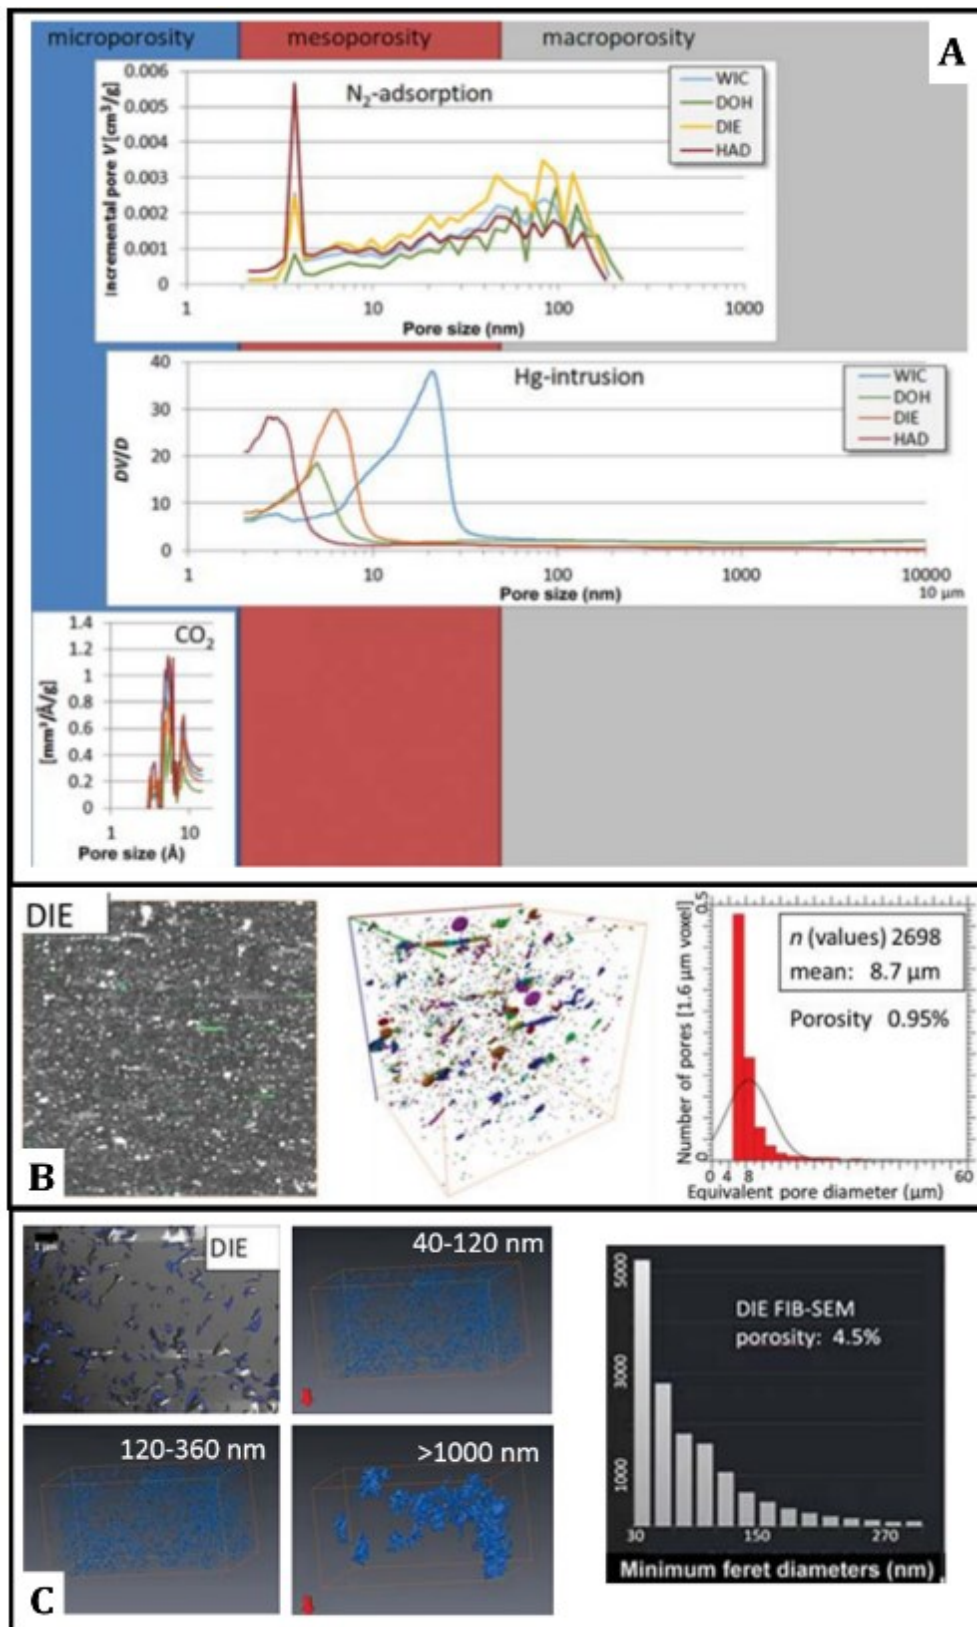 microporosity mesoporosity macroporosity
A
N₂-adsorption
WIC
DOH
DIE
HAD
Incremental pore V [cm³/g]
0.006
0.005
0.004
0.003
0.002
0.001
0
1 10 100 1000
Pore size (nm)
Hg-intrusion
WIC
DOH
DIE
HAD
DV/D
40
30
20
10
0
1 10 100 1000 10000
Pore size (nm) 10 µm
CO₂
[mm³/Å/g]
1.4
1.2
1
0.8
0.6
0.4
0.2
0
1 10
Pore size (Å)
DIE
B
Number of pores [1.6 µm voxel]
0.5
0
n (values) 2698
mean: 8.7 µm
Porosity 0.95%
0 4 8 60
Equivalent pore diameter (µm)
1 µm
DIE
40-120 nm
120-360 nm
>1000 nm
C
5000
3000
1000
DIE FIB-SEM
porosity: 4.5%
30 150 270
Minimum feret diameters (nm)